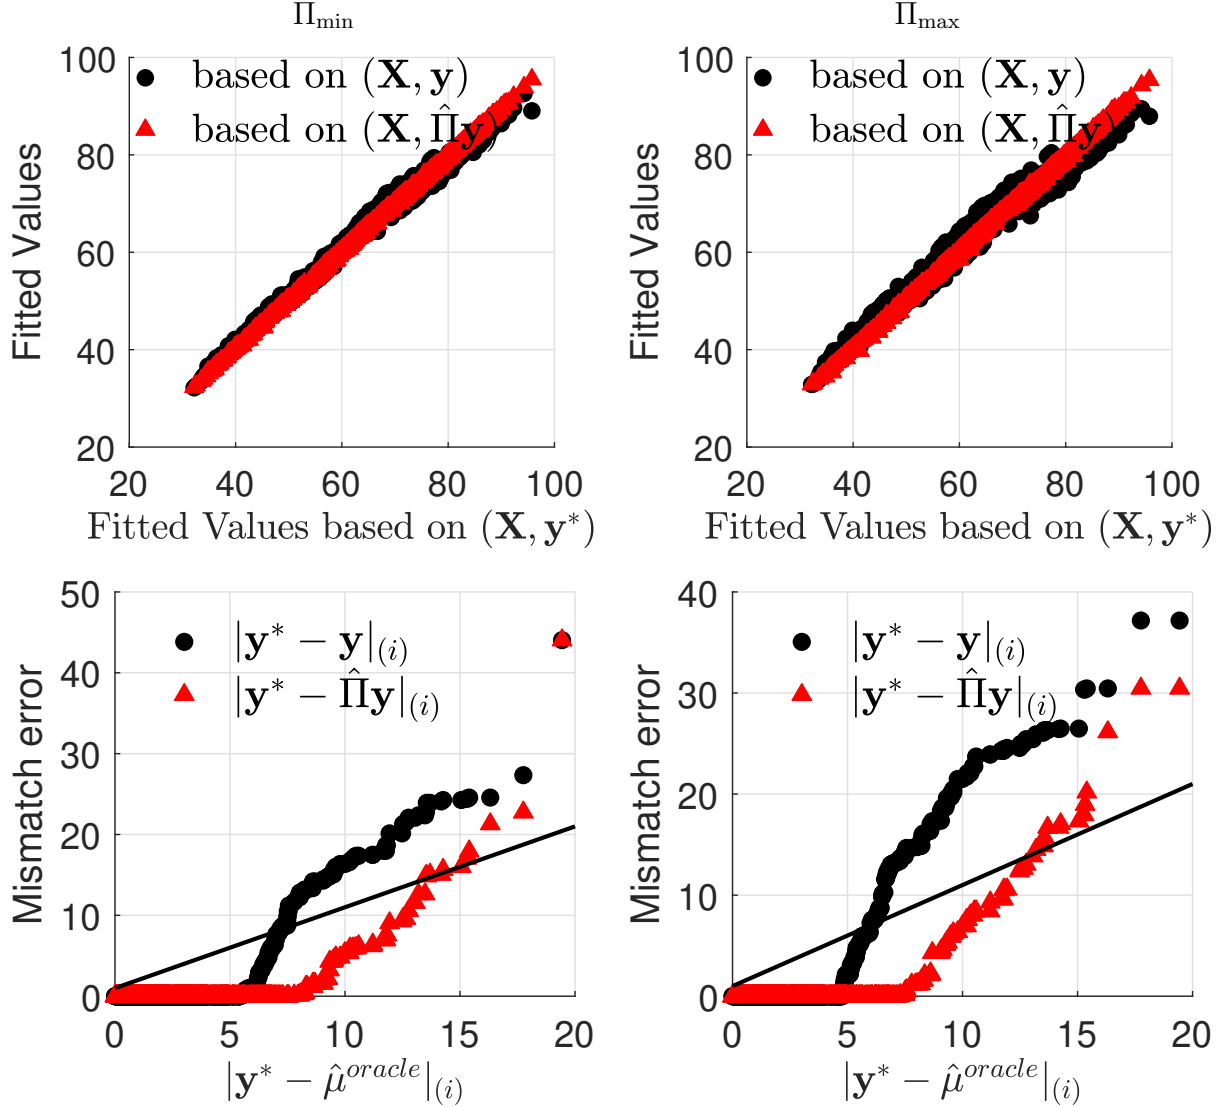 Π_min
100
80
60
40
20
20 40 60 80 100
Fitted Values
Fitted Values based on (X, y*)
based on (X, y)
based on (X, Π̂y)
Π_max
100
80
60
40
20
20 40 60 80 100
Fitted Values
Fitted Values based on (X, y*)
based on (X, y)
based on (X, Π̂y)
50
40
30
20
10
0
0 5 10 15 20
Mismatch error
|y* − μ̂^oracle|_(i)
|y* − y|_(i)
|y* − Π̂y|_(i)
40
30
20
10
0
0 5 10 15 20
Mismatch error
|y* − μ̂^oracle|_(i)
|y* − y|_(i)
|y* − Π̂y|_(i)